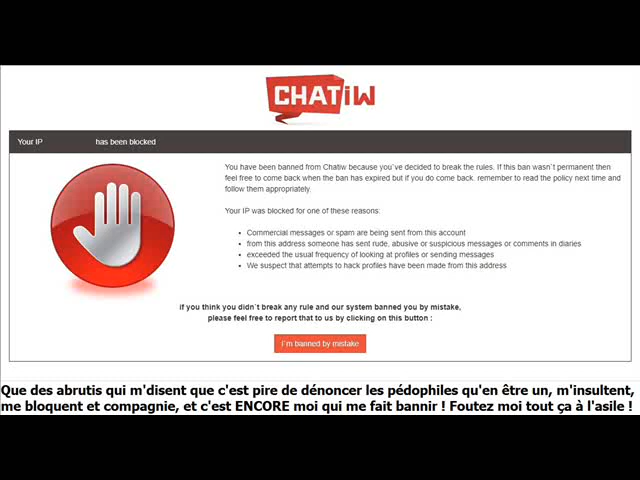 CHATiW
Your IP has been blocked
You have been banned from Chatiw because you've decided to break the rules. If this ban wasn't permanent then
feel free to come back when the ban has expired but if you do come back. remember to read the policy next time and
follow them appropriately.
Your IP was blocked for one of these reasons:
• Commercial messages or spam are being sent from this account
• from this address someone has sent rude, abusive or suspicious messages or comments in diaries
• exceeded the usual frequency of looking at profiles or sending messages
• We suspect that attempts to hack profiles have been made from this address
if you think you didn`t break any rule and our system banned you by mistake,
please feel free to report that to us by clicking on this button :
I`m banned by mistake
Que des abrutis qui m'disent que c'est pire de dénoncer les pédophiles qu'en être un, m'insultent,
me bloquent et compagnie, et c'est ENCORE moi qui me fait bannir ! Foutez moi tout ça à l'asile !